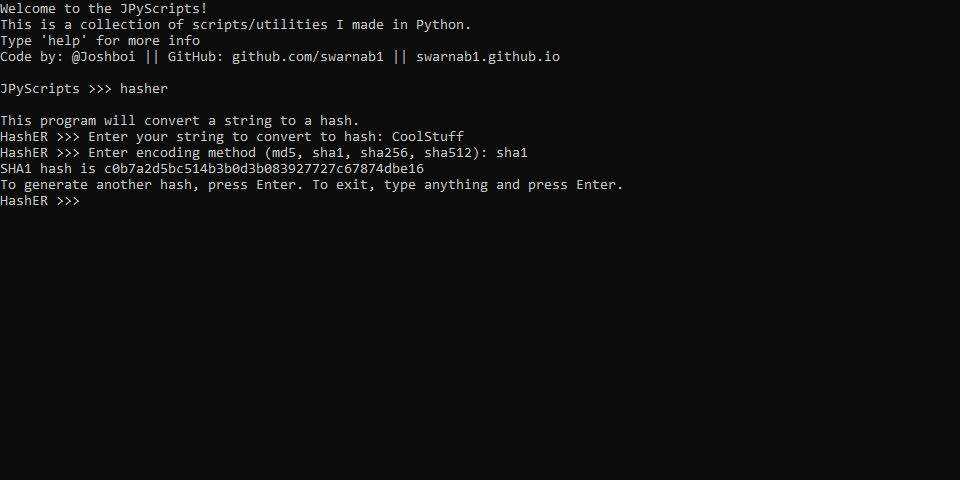 Welcome to the JPyScripts!
This is a collection of scripts/utilities I made in Python.
Type 'help' for more info
Code by: @Joshboi || GitHub: github.com/swarnab1 || swarnab1.github.io
JPyScripts >>> hasher
This program will convert a string to a hash.
HashER >>> Enter your string to convert to hash: CoolStuff
HashER >>> Enter encoding method (md5, sha1, sha256, sha512): sha1
SHA1 hash is c0b7a2d5bc514b3b0d3b083927727c67874dbe16
To generate another hash, press Enter. To exit, type anything and press Enter.
HashER >>>